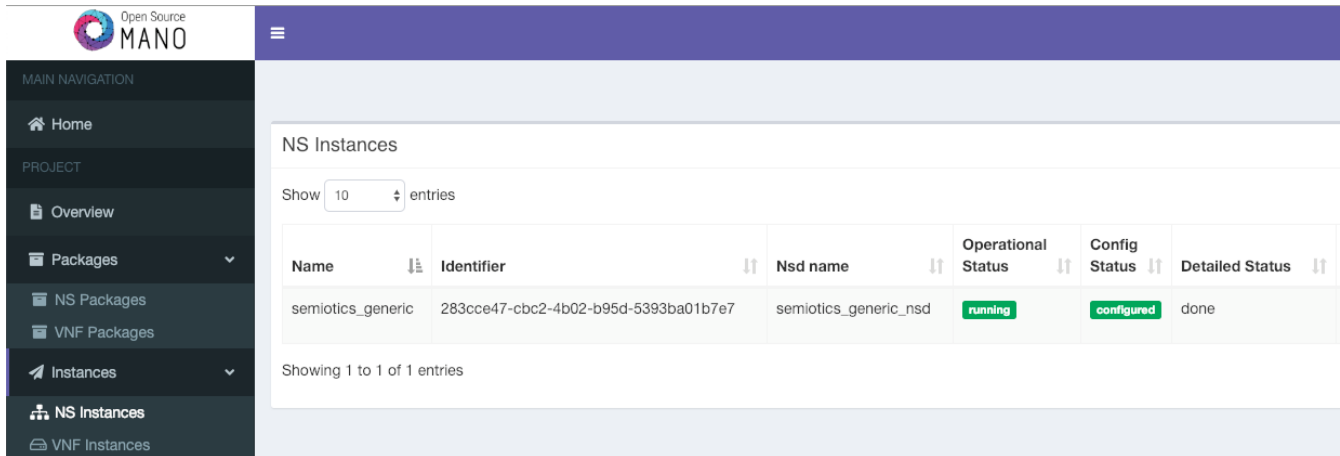 Open Source
MANO
MAIN NAVIGATION
Home
PROJECT
Overview
Packages
NS Packages
VNF Packages
Instances
NS Instances
VNF Instances
NS Instances
Show 10 entries
Name Identifier Nsd name Operational Status Config Status Detailed Status
semiotics_generic 283cce47-cbc2-4b02-b95d-5393ba01b7e7 semiotics_generic_nsd running configured done
Showing 1 to 1 of 1 entries